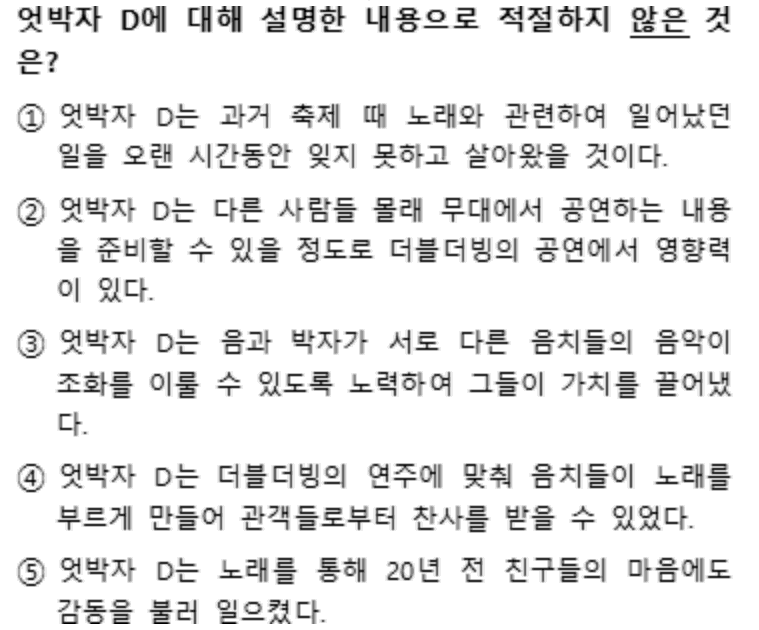 엇박자 D에 대해 설명한 내용으로 적절하지 않은 것
은?
① 엇박자 D는 과거 축제 때 노래와 관련하여 일어났던
일을 오랜 시간동안 잊지 못하고 살아왔을 것이다.
② 엇박자 D는 다른 사람들 몰래 무대에서 공연하는 내용
을 준비할 수 있을 정도로 더블더빙의 공연에서 영향력
이 있다.
③ 엇박자 D는 음과 박자가 서로 다른 음치들의 음악이
조화를 이룰 수 있도록 노력하여 그들이 가치를 끌어냈
다.
④ 엇박자 D는 더블더빙의 연주에 맞춰 음치들이 노래를
부르게 만들어 관객들로부터 찬사를 받을 수 있었다.
⑤ 엇박자 D는 노래를 통해 20년 전 친구들의 마음에도
감동을 불러 일으켰다.